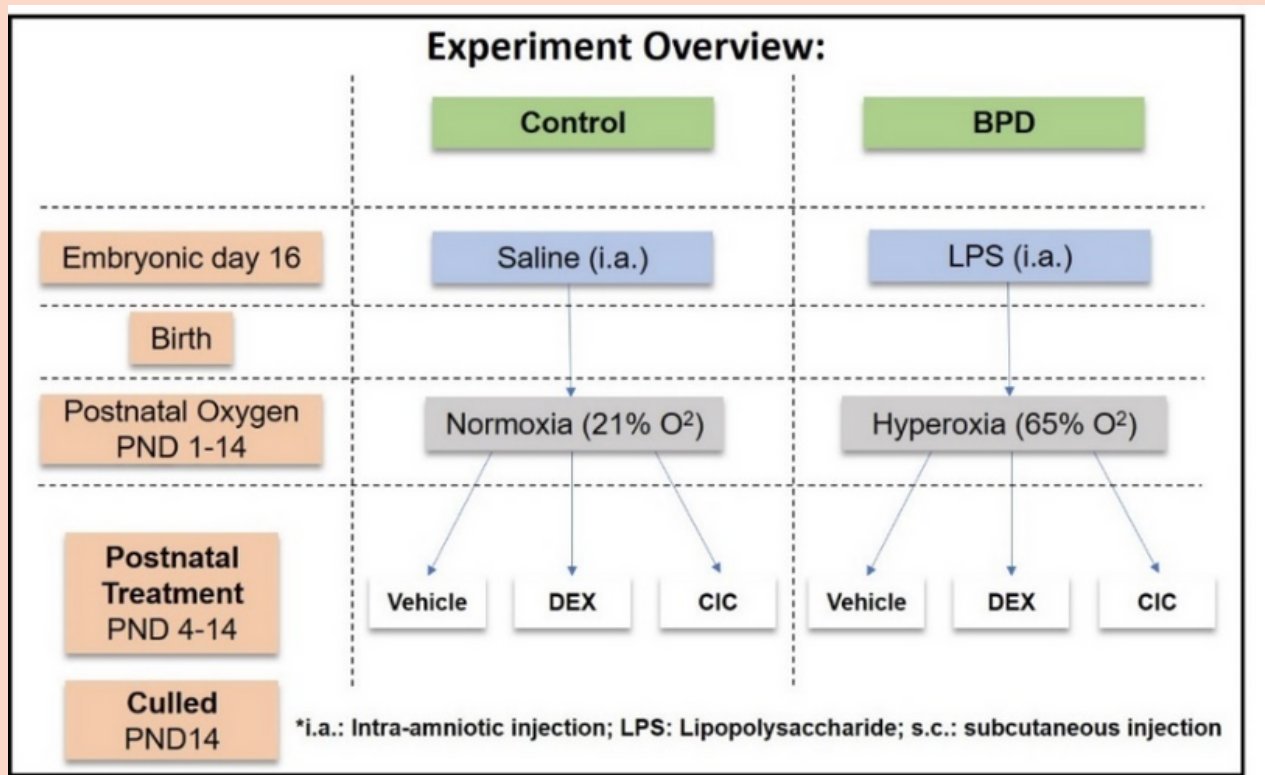 Experiment Overview:
Control
BPD
Embryonic day 16
Saline (i.a.)
LPS (i.a.)
Birth
Postnatal Oxygen
PND 1-14
Normoxia (21% O²)
Hyperoxia (65% O²)
Postnatal
Treatment
PND 4-14
Vehicle
DEX
CIC
Vehicle
DEX
CIC
Culled
PND14
*i.a.: Intra-amniotic injection; LPS: Lipopolysaccharide; s.c.: subcutaneous injection